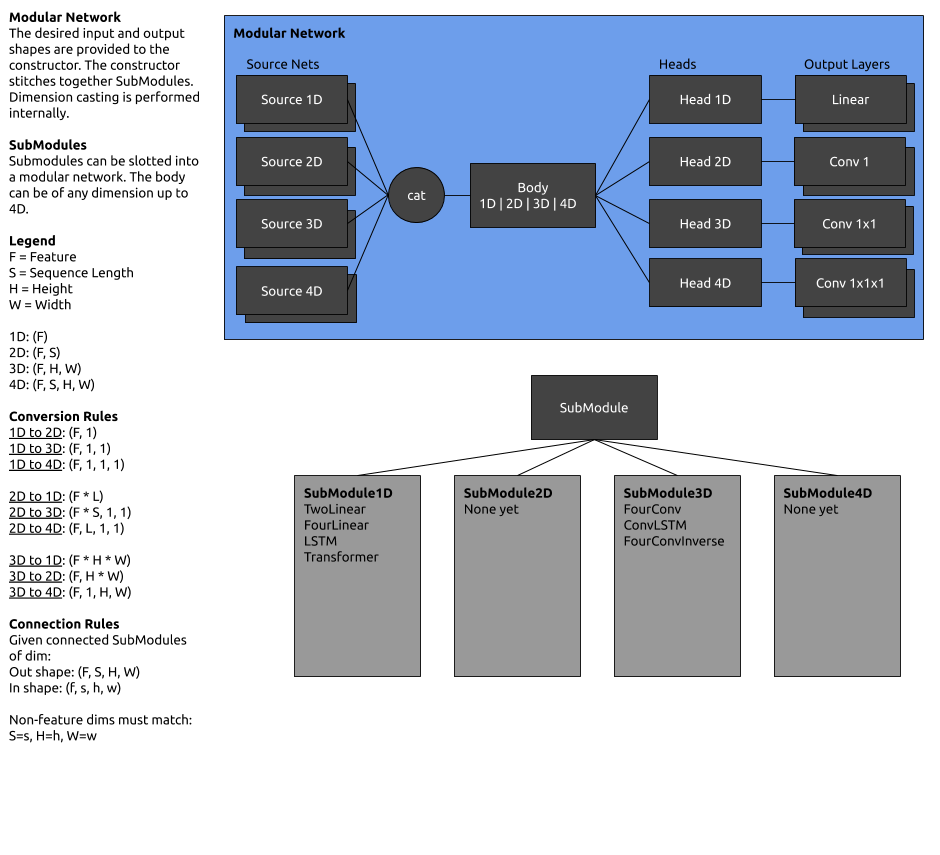 Modular Network
The desired input and output
shapes are provided to the
constructor. The constructor
stitches together SubModules.
Dimension casting is performed
internally.
SubModules
Submodules can be slotted into
a modular network. The body
can be of any dimension up to
4D.
Legend
F = Feature
S = Sequence Length
H = Height
W = Width
1D: (F)
2D: (F, S)
3D: (F, H, W)
4D: (F, S, H, W)
Conversion Rules
1D to 2D: (F, 1)
1D to 3D: (F, 1, 1)
1D to 4D: (F, 1, 1, 1)
2D to 1D: (F * L)
2D to 3D: (F * S, 1, 1)
2D to 4D: (F, L, 1, 1)
3D to 1D: (F * H * W)
3D to 2D: (F, H * W)
3D to 4D: (F, 1, H, W)
Connection Rules
Given connected SubModules
of dim:
Out shape: (F, S, H, W)
In shape: (f, s, h, w)
Non-feature dims must match:
S=s, H=h, W=w
Modular Network
Source Nets
Source 1D
Source 2D
Source 3D
Source 4D
cat
Body
1D | 2D | 3D | 4D
Heads
Head 1D
Head 2D
Head 3D
Head 4D
Output Layers
Linear
Conv 1
Conv 1x1
Conv 1x1x1
SubModule
SubModule1D
TwoLinear
FourLinear
LSTM
Transformer
SubModule2D
None yet
SubModule3D
FourConv
ConvLSTM
FourConvInverse
SubModule4D
None yet